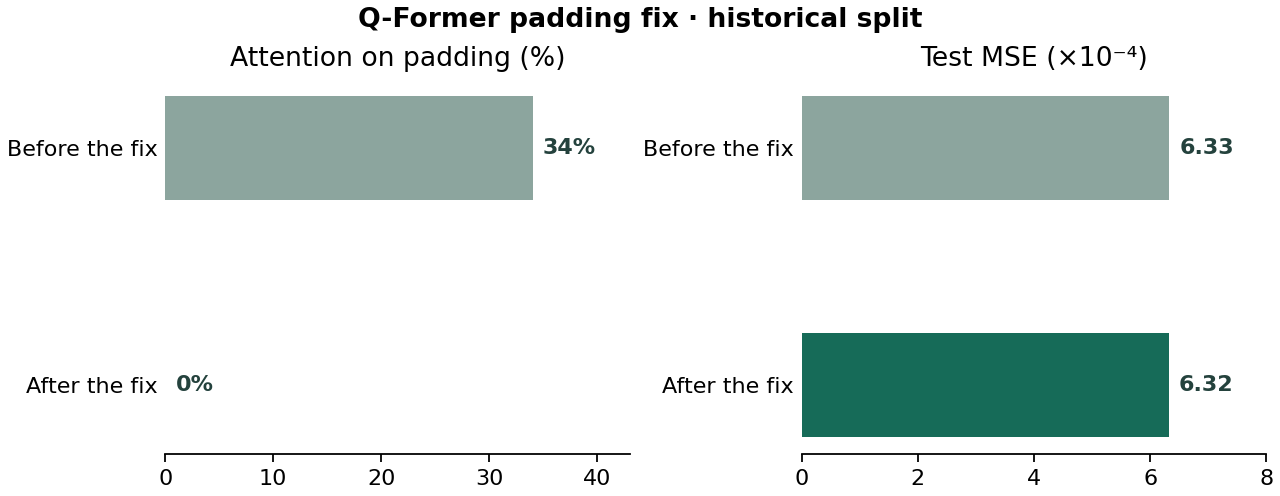 Q-Former padding fix · historical split
Attention on padding (%)
Before the fix
34%
After the fix
0%
0 10 20 30 40
Test MSE (×10⁻⁴)
Before the fix
6.33
After the fix
6.32
0 2 4 6 8